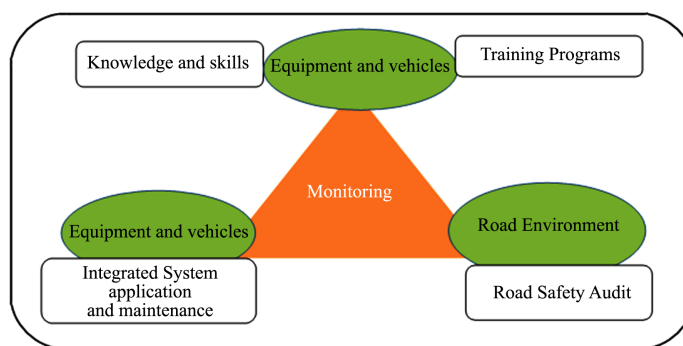 Knowledge and skills
Equipment and vehicles
Training Programs
Monitoring
Equipment and vehicles
Integrated System
application
and maintenance
Road Environment
Road Safety Audit